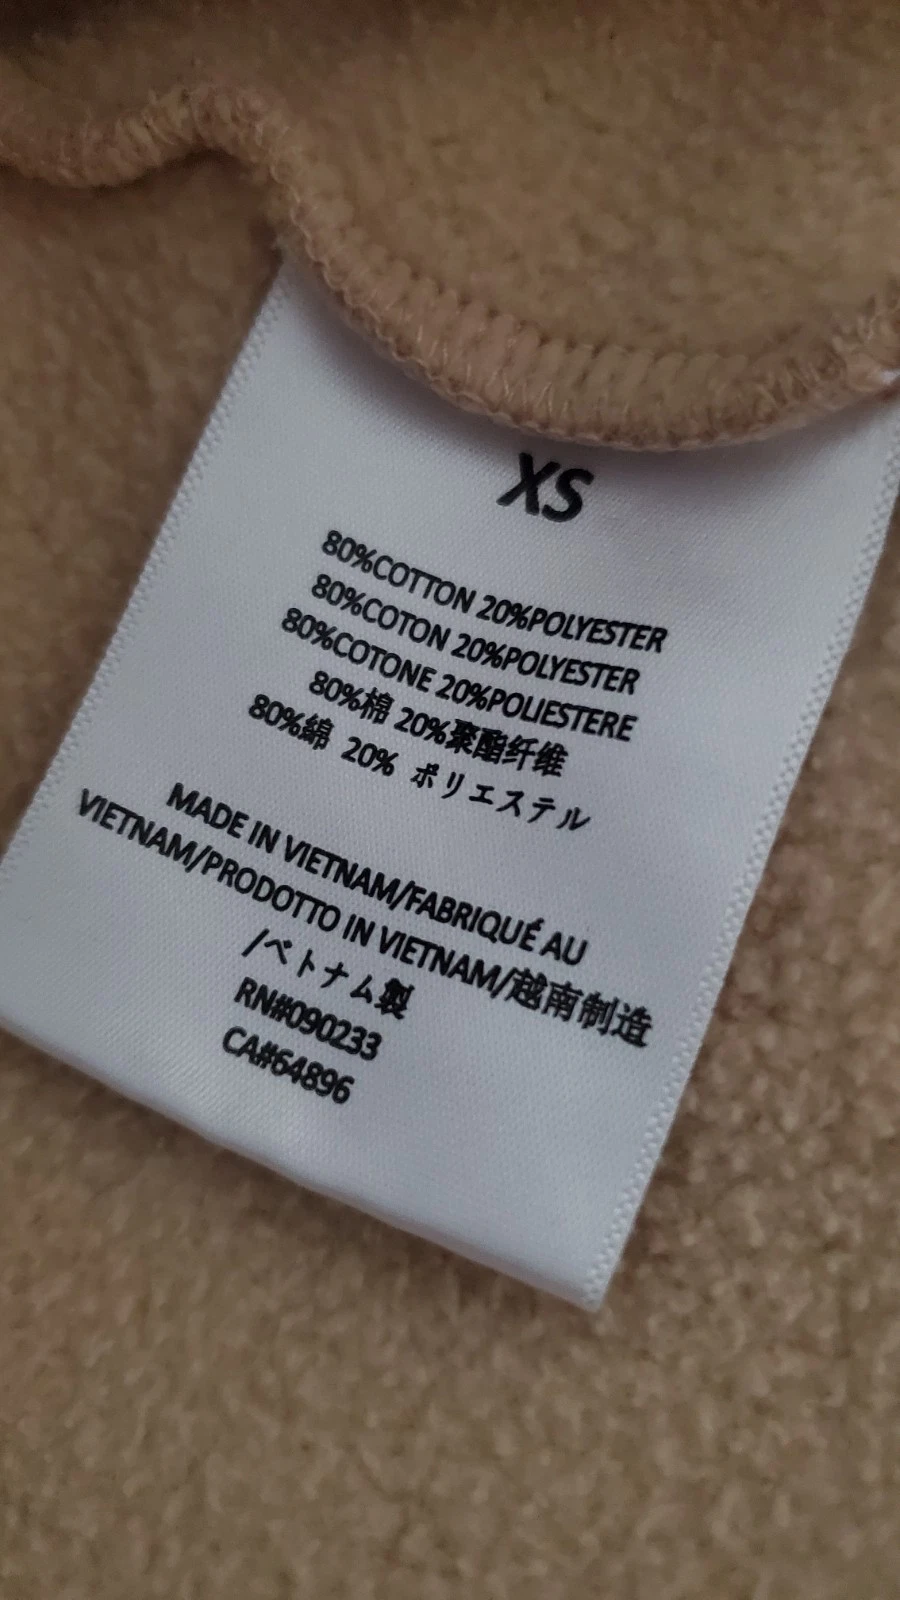 XS
80%COTTON 20%POLYESTER
80%COTON 20%POLYESTER
80%COTONE 20%POLIESTERE
80%棉 20%聚酯纤维
80%綿 20% ポリエステル
MADE IN VIETNAM/FABRIQUÉ AU
VIETNAM/PRODOTTO IN VIETNAM/越南制造
/ベトナム製
RN#090233
CA#64896